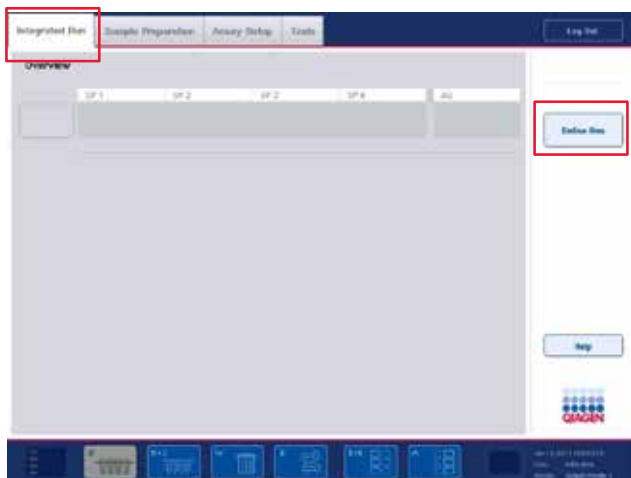 Integrated Run Sample Preparation Assay Setup Tools Log Out
Overview
SP 1 SP 2 SP 3 SP 4 AS
Define Run
Help
QIAGEN